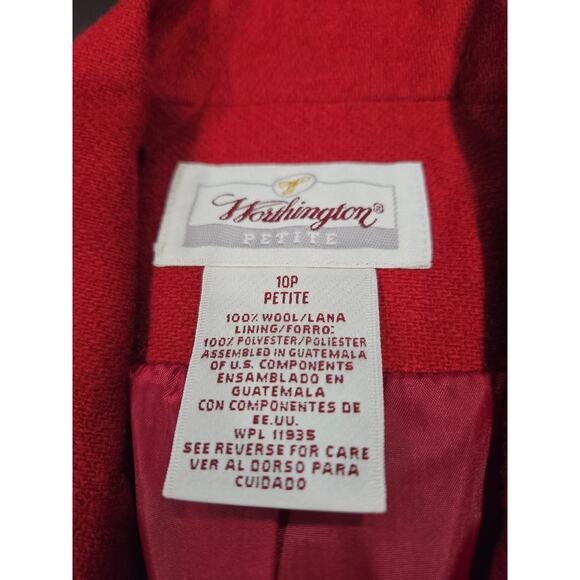 Worthington®
PETITE
10P
PETITE
100% WOOL/LANA
LINING/FORRO:
100% POLYESTER/POLIESTER
ASSEMBLED IN GUATEMALA
OF U.S. COMPONENTS
ENSAMBLADO EN
GUATEMALA
CON COMPONENTES DE
EE.UU.
WPL 11935
SEE REVERSE FOR CARE
VER AL DORSO PARA
CUIDADO